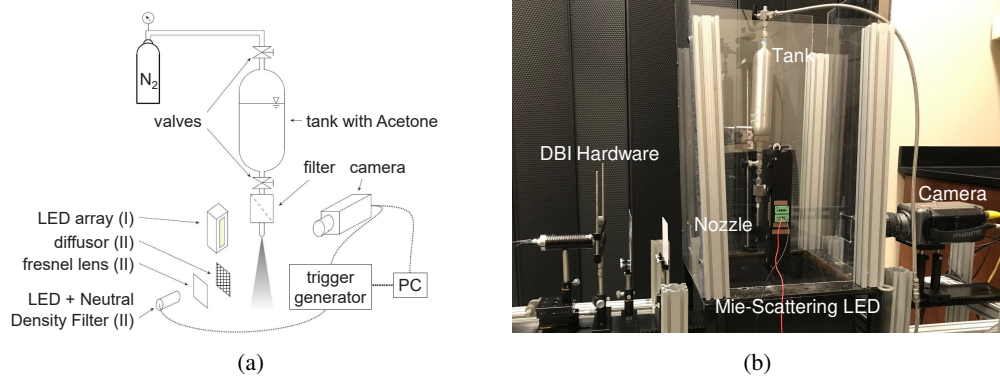 N2
valves
tank with Acetone
filter
camera
LED array (I)
diffusor (II)
fresnel lens (II)
LED + Neutral
Density Filter (II)
trigger
generator
PC
(a)
Tank
DBI Hardware
Camera
Nozzle
Mie-Scattering LED
(b)